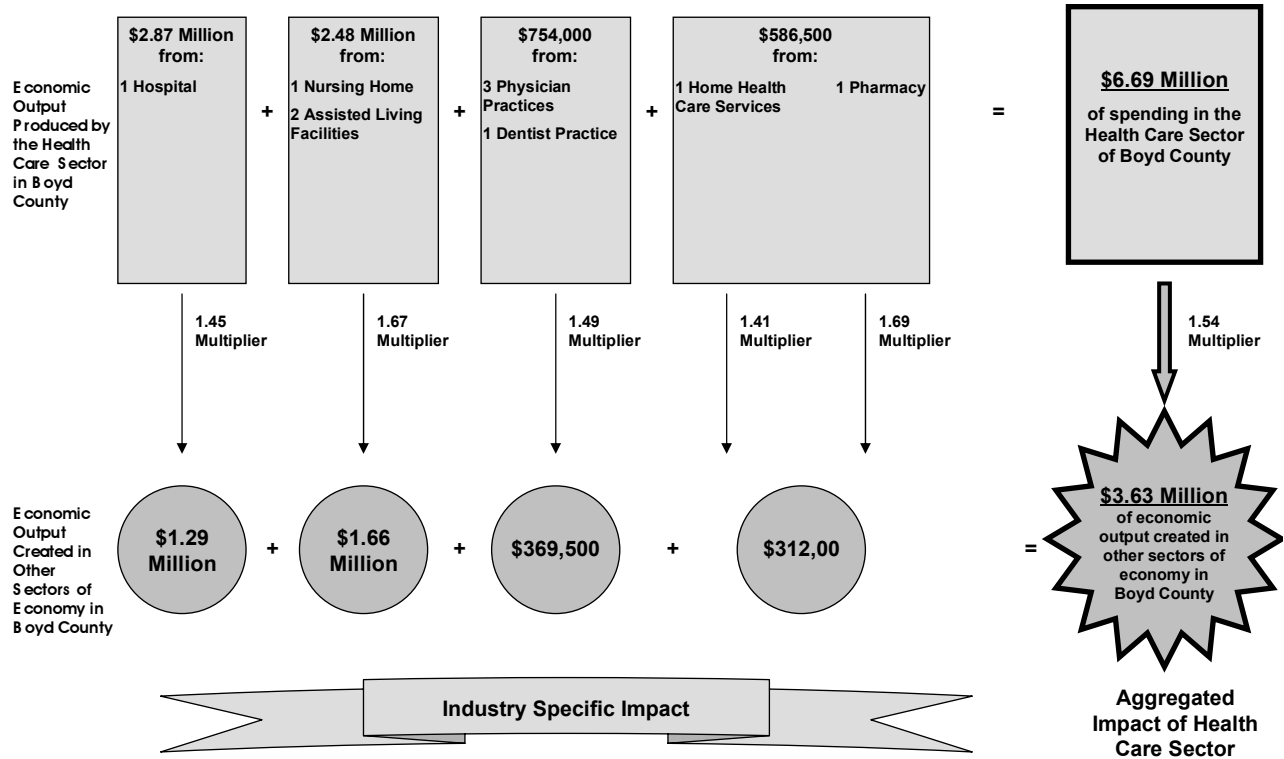 Economic
Output
Produced by
the Health
Care Sector
in Boyd
County
$2.87 Million
from:
1 Hospital
+
$2.48 Million
from:
1 Nursing Home
2 Assisted Living
Facilities
+
$754,000
from:
3 Physician
Practices
1 Dentist Practice
+
$586,500
from:
1 Home Health
Care Services
1 Pharmacy
=
$6.69 Million
of spending in the
Health Care Sector
of Boyd County
1.45
Multiplier
1.67
Multiplier
1.49
Multiplier
1.41
Multiplier
1.69
Multiplier
1.54
Multiplier
Economic
Output
Created in
Other
Sectors of
Economy in
Boyd County
$1.29
Million
+
$1.66
Million
+
$369,500
+
$312,00
=
$3.63 Million
of economic
output created in
other sectors of
economy in
Boyd County
Industry Specific Impact
Aggregated
Impact of Health
Care Sector